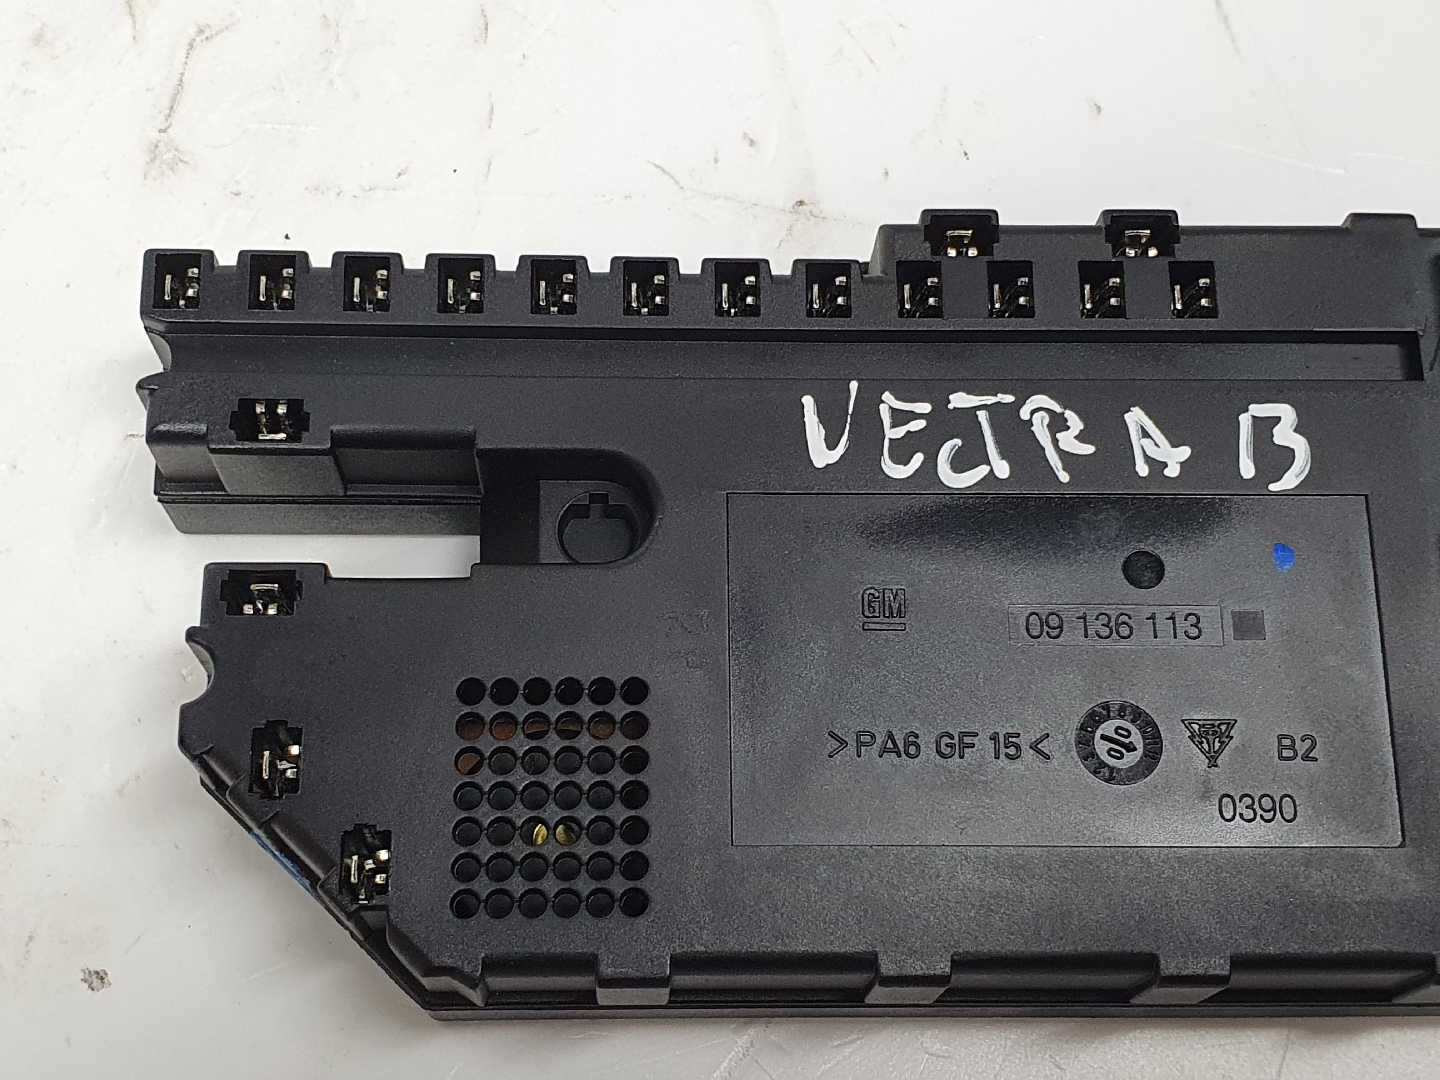 VECTRA B
GM
09 136 113
>PA6 GF 15<
B2
0390